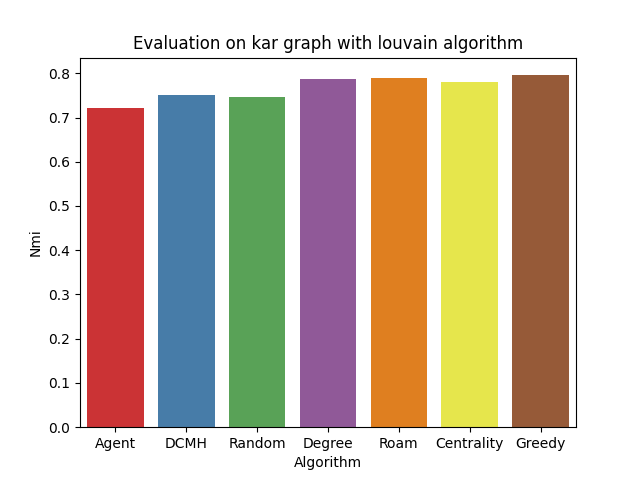 Evaluation on kar graph with louvain algorithm
0.8
0.7
0.6
0.5
0.4
0.3
0.2
0.1
0.0
Nmi
Agent DCMH Random Degree Roam Centrality Greedy
Algorithm